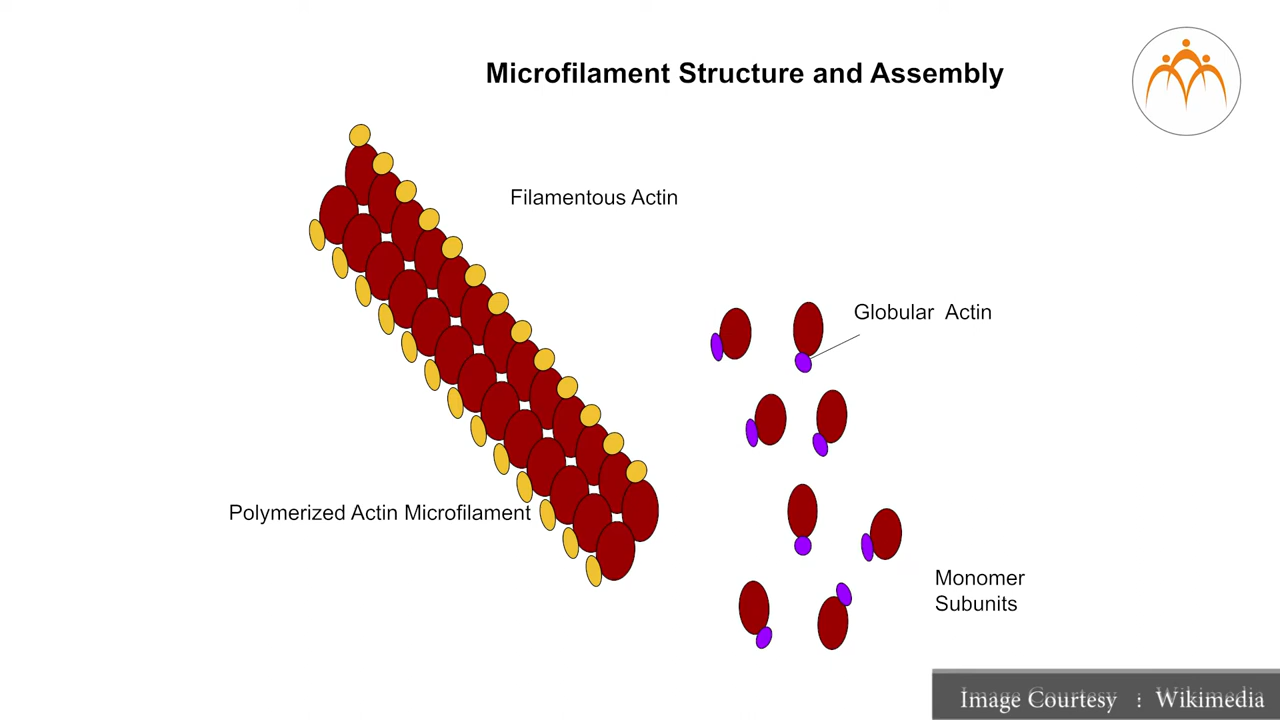 Microfilament Structure and Assembly
Filamentous Actin
Globular Actin
Polymerized Actin Microfilament
Monomer
Subunits
Image Courtesy : Wikimedia